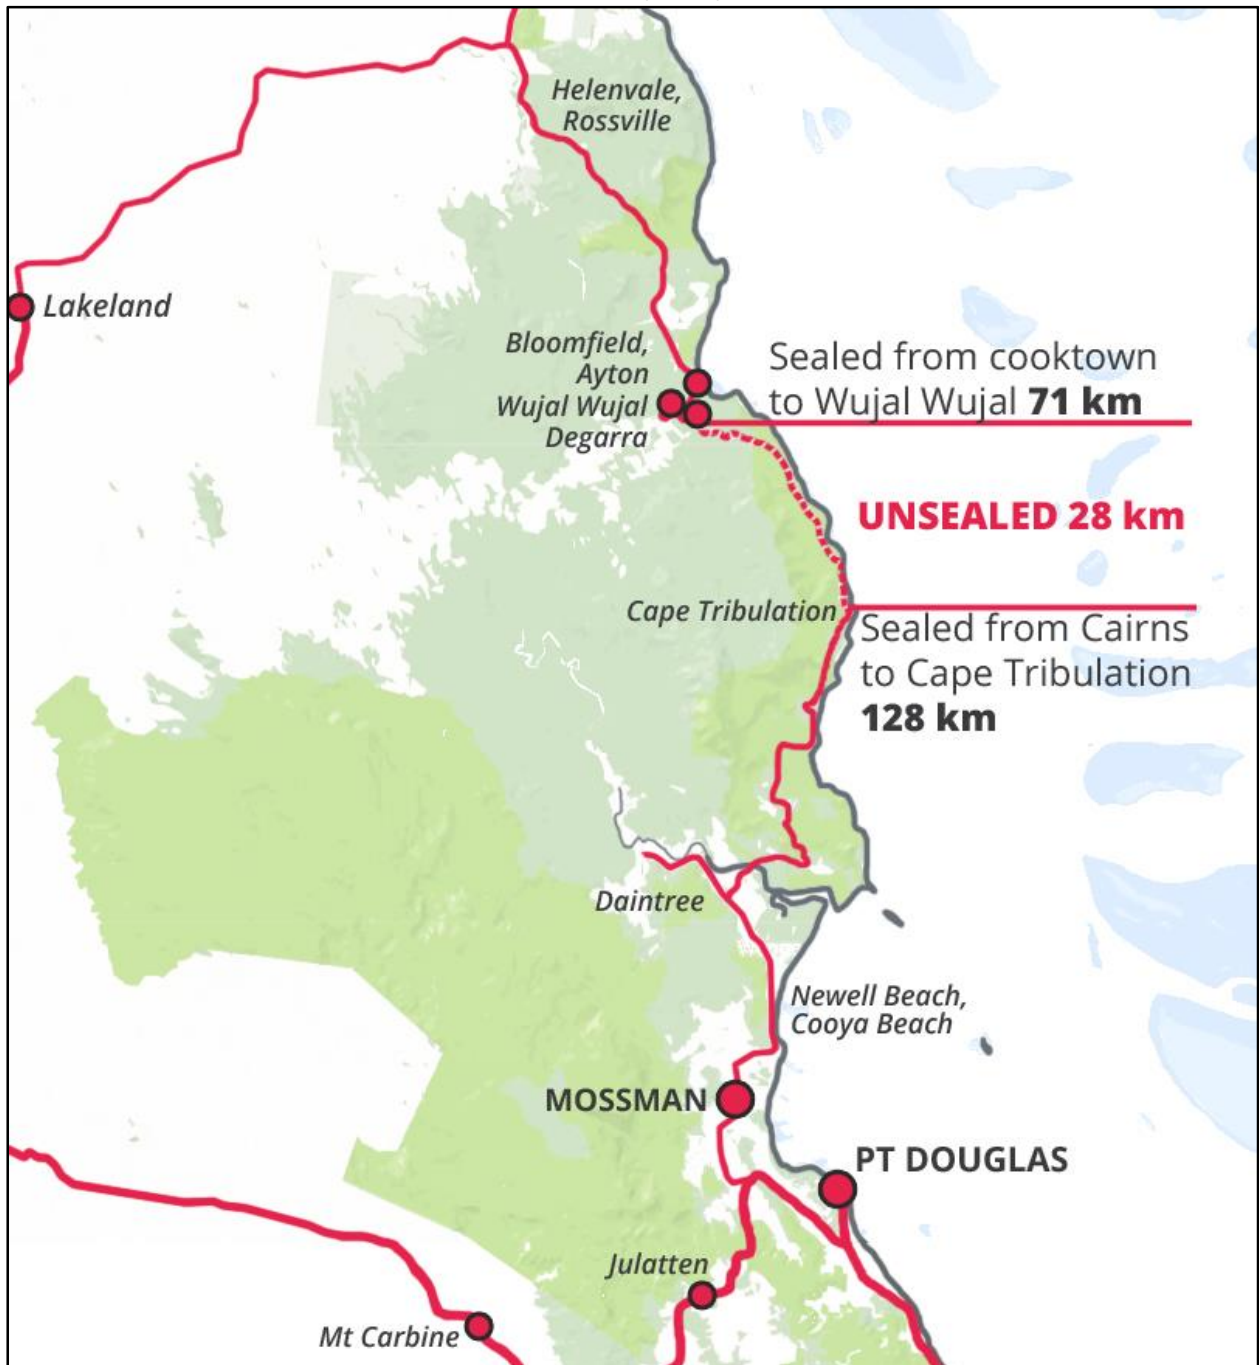 Helenvale,
Rossville
Lakeland
Bloomfield,
Ayton
Wujal Wujal
Degarra
Sealed from cooktown
to Wujal Wujal 71 km
UNSEALED 28 km
Cape Tribulation
Sealed from Cairns
to Cape Tribulation
128 km
Daintree
Newell Beach,
Cooya Beach
MOSSMAN
PT DOUGLAS
Julatten
Mt Carbine